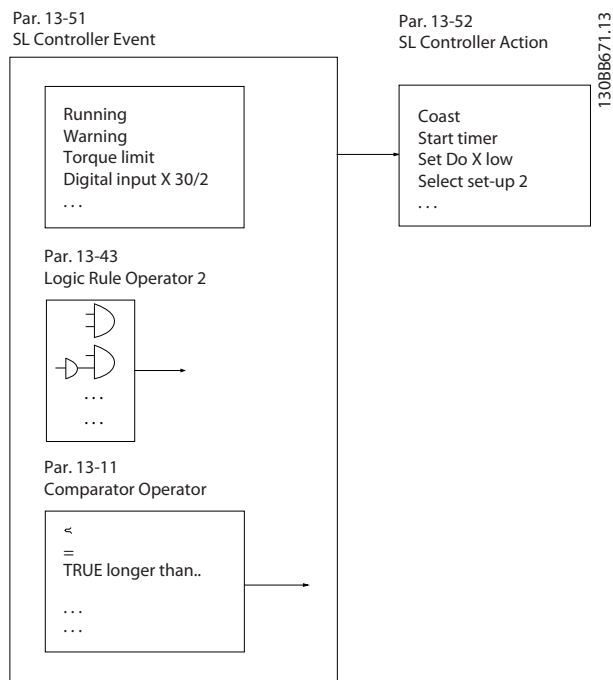 Par. 13-51
SL Controller Event
Par. 13-52
SL Controller Action
130BB671.13
Running
Warning
Torque limit
Digital input X 30/2
. . .
Coast
Start timer
Set Do X low
Select set-up 2
. . .
Par. 13-43
Logic Rule Operator 2
. . .
. . .
Par. 13-11
Comparator Operator
=
TRUE longer than..
. . .
. . .